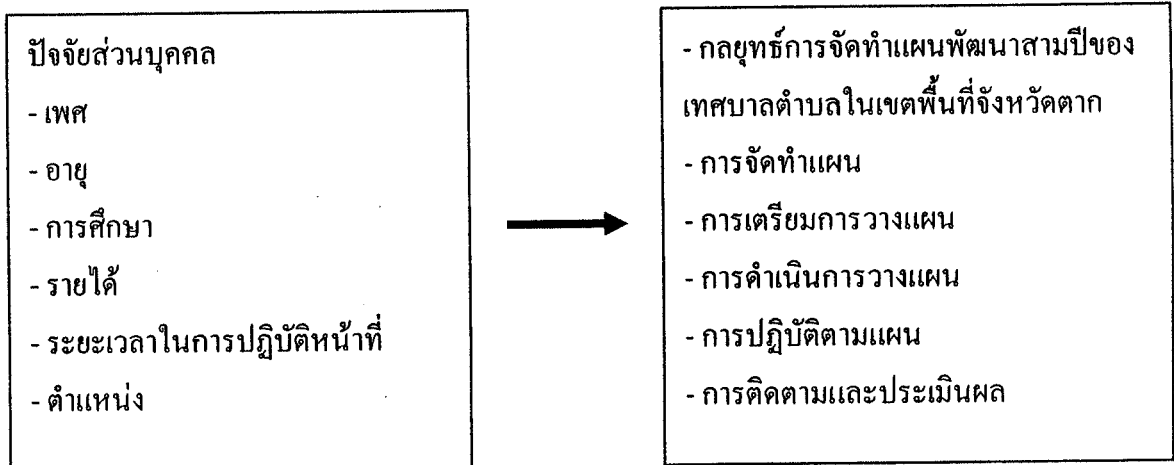 ปัจจัยส่วนบุคคล
- เพศ
- อายุ
- การศึกษา
- รายได้
- ระยะเวลาในการปฏิบัติหน้าที่
- ตำแหน่ง
- กลยุทธ์การจัดทำแผนพัฒนาสามปีของ
เทศบาลตำบลในเขตพื้นที่จังหวัดตาก
- การจัดทำแผน
- การเตรียมการวางแผน
- การดำเนินการวางแผน
- การปฏิบัติตามแผน
- การติดตามและประเมินผล